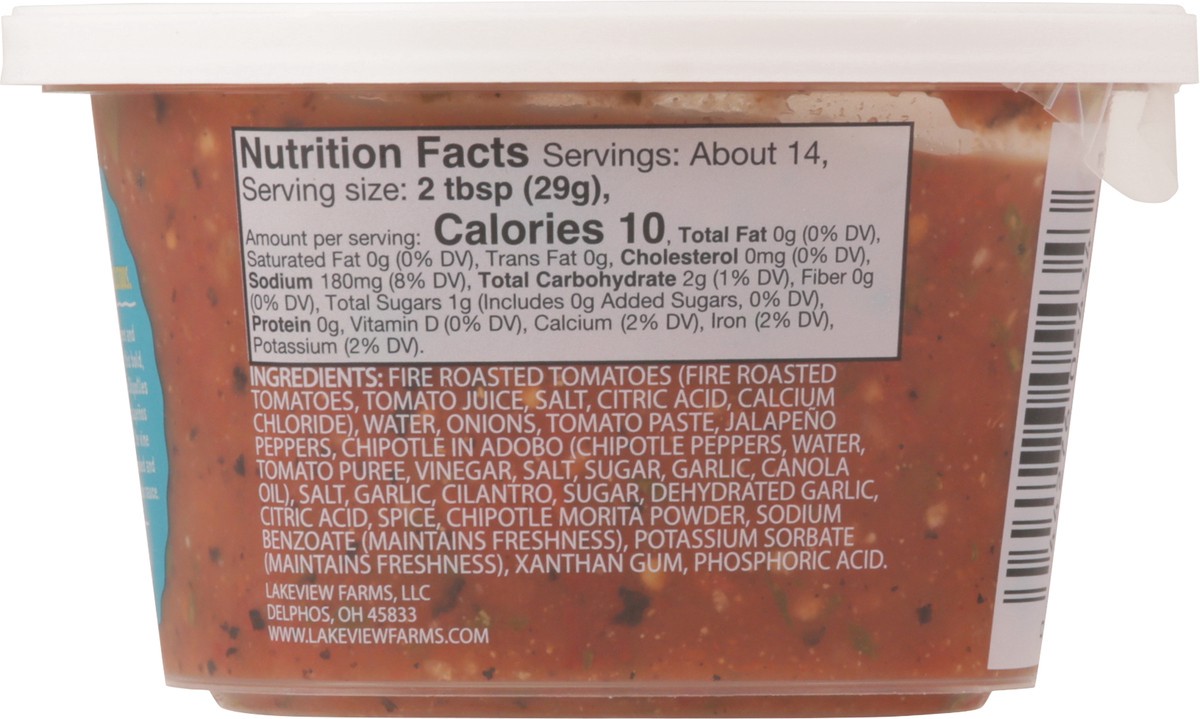 Nutrition Facts Servings: About 14,
Serving size: 2 tbsp (29g),
Amount per serving: Calories 10, Total Fat 0g (0% DV),
Saturated Fat 0g (0% DV), Trans Fat 0g, Cholesterol 0mg (0% DV),
Sodium 180mg (8% DV), Total Carbohydrate 2g (1% DV), Fiber 0g
(0% DV), Total Sugars 1g (Includes 0g Added Sugars, 0% DV),
Protein 0g, Vitamin D (0% DV), Calcium (2% DV), Iron (2% DV),
Potassium (2% DV).
INGREDIENTS: FIRE ROASTED TOMATOES (FIRE ROASTED
TOMATOES, TOMATO JUICE, SALT, CITRIC ACID, CALCIUM
CHLORIDE), WATER, ONIONS, TOMATO PASTE, JALAPEÑO
PEPPERS, CHIPOTLE IN ADOBO (CHIPOTLE PEPPERS, WATER,
TOMATO PUREE, VINEGAR, SALT, SUGAR, GARLIC, CANOLA
OIL), SALT, GARLIC, CILANTRO, SUGAR, DEHYDRATED GARLIC,
CITRIC ACID, SPICE, CHIPOTLE MORITA POWDER, SODIUM
BENZOATE (MAINTAINS FRESHNESS), POTASSIUM SORBATE
(MAINTAINS FRESHNESS), XANTHAN GUM, PHOSPHORIC ACID.
LAKEVIEW FARMS, LLC
DELPHOS, OH 45833
WWW.LAKEVIEWFARMS.COM